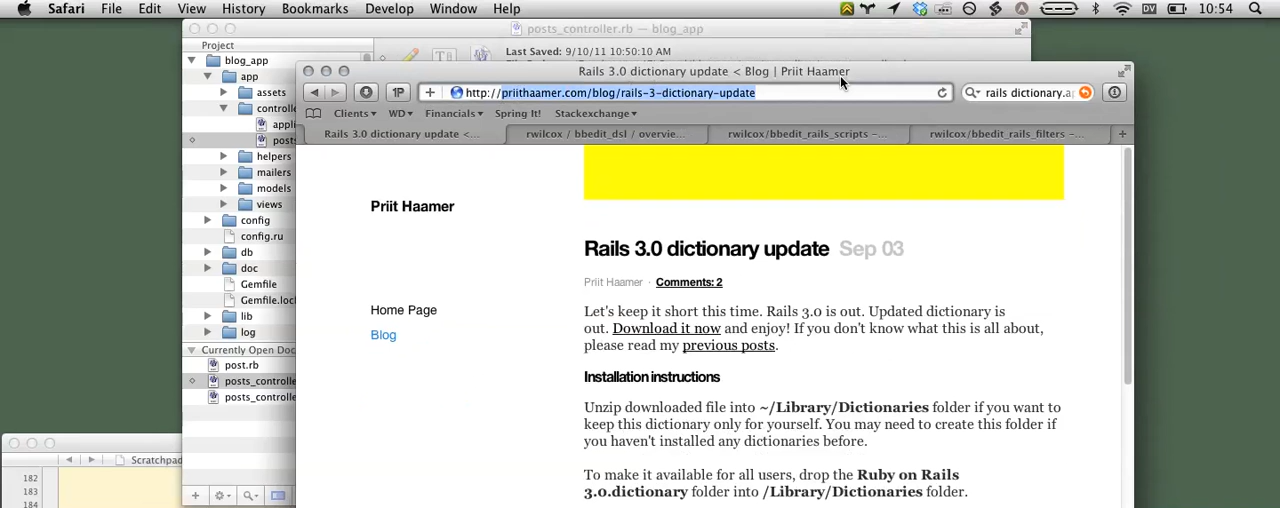 Safari File Edit View History Bookmarks Develop Window Help DV 10:54
posts_controller.rb — blog_app
Project
Last Saved: 9/10/11 10:50:10 AM
blog_app
app
assets
controlle
appli
posts
helpers
mailers
models
views
config
config.ru
db
doc
Gemfile
Gemfile.loc
lib
log
Currently Open Doc
post.rb
posts_controlle
posts_controlle
Scratchpad
182
183
184
Rails 3.0 dictionary update < Blog | Priit Haamer
1P http://priithaamer.com/blog/rails-3-dictionary-update rails dictionary.a
Clients WD Financials Spring It! Stackexchange
Rails 3.0 dictionary update <... rwilcox / bbedit_dsl / overvie... rwilcox/bbedit_rails_scripts –... rwilcox/bbedit_rails_filters –...
Priit Haamer
Home Page
Blog
Rails 3.0 dictionary update Sep 03
Priit Haamer · Comments: 2
Let's keep it short this time. Rails 3.0 is out. Updated dictionary is
out. Download it now and enjoy! If you don't know what this is all about,
please read my previous posts.
Installation instructions
Unzip downloaded file into ~/Library/Dictionaries folder if you want to
keep this dictionary only for yourself. You may need to create this folder if
you haven't installed any dictionaries before.
To make it available for all users, drop the Ruby on Rails
3.0.dictionary folder into /Library/Dictionaries folder.